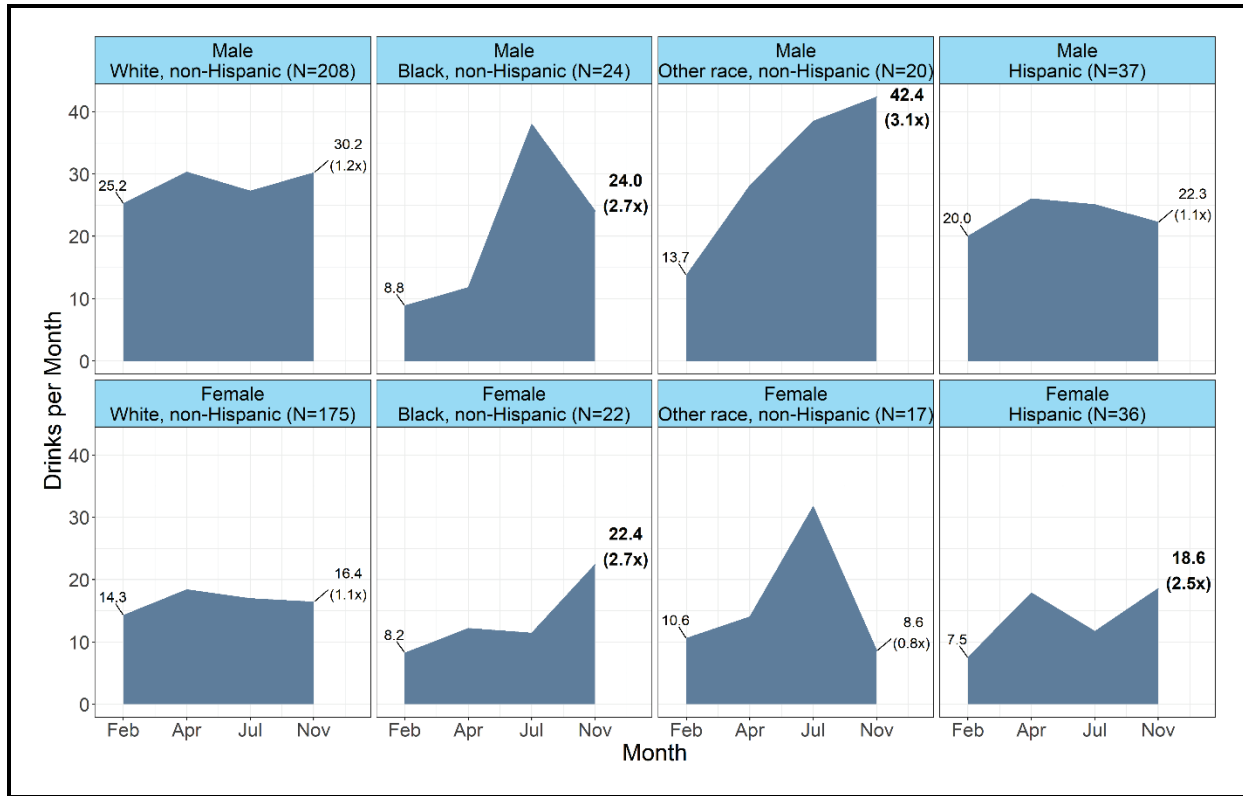 Male
White, non-Hispanic (N=208)
Male
Black, non-Hispanic (N=24)
Male
Other race, non-Hispanic (N=20)
Male
Hispanic (N=37)
40
30
20
10
0
25.2
30.2
(1.2x)
8.8
24.0
(2.7x)
13.7
42.4
(3.1x)
20.0
22.3
(1.1x)
Drinks per Month
Female
White, non-Hispanic (N=175)
Female
Black, non-Hispanic (N=22)
Female
Other race, non-Hispanic (N=17)
Female
Hispanic (N=36)
40
30
20
10
0
14.3
16.4
(1.1x)
8.2
22.4
(2.7x)
10.6
8.6
(0.8x)
7.5
18.6
(2.5x)
Feb Apr Jul Nov
Feb Apr Jul Nov
Feb Apr Jul Nov
Feb Apr Jul Nov
Month